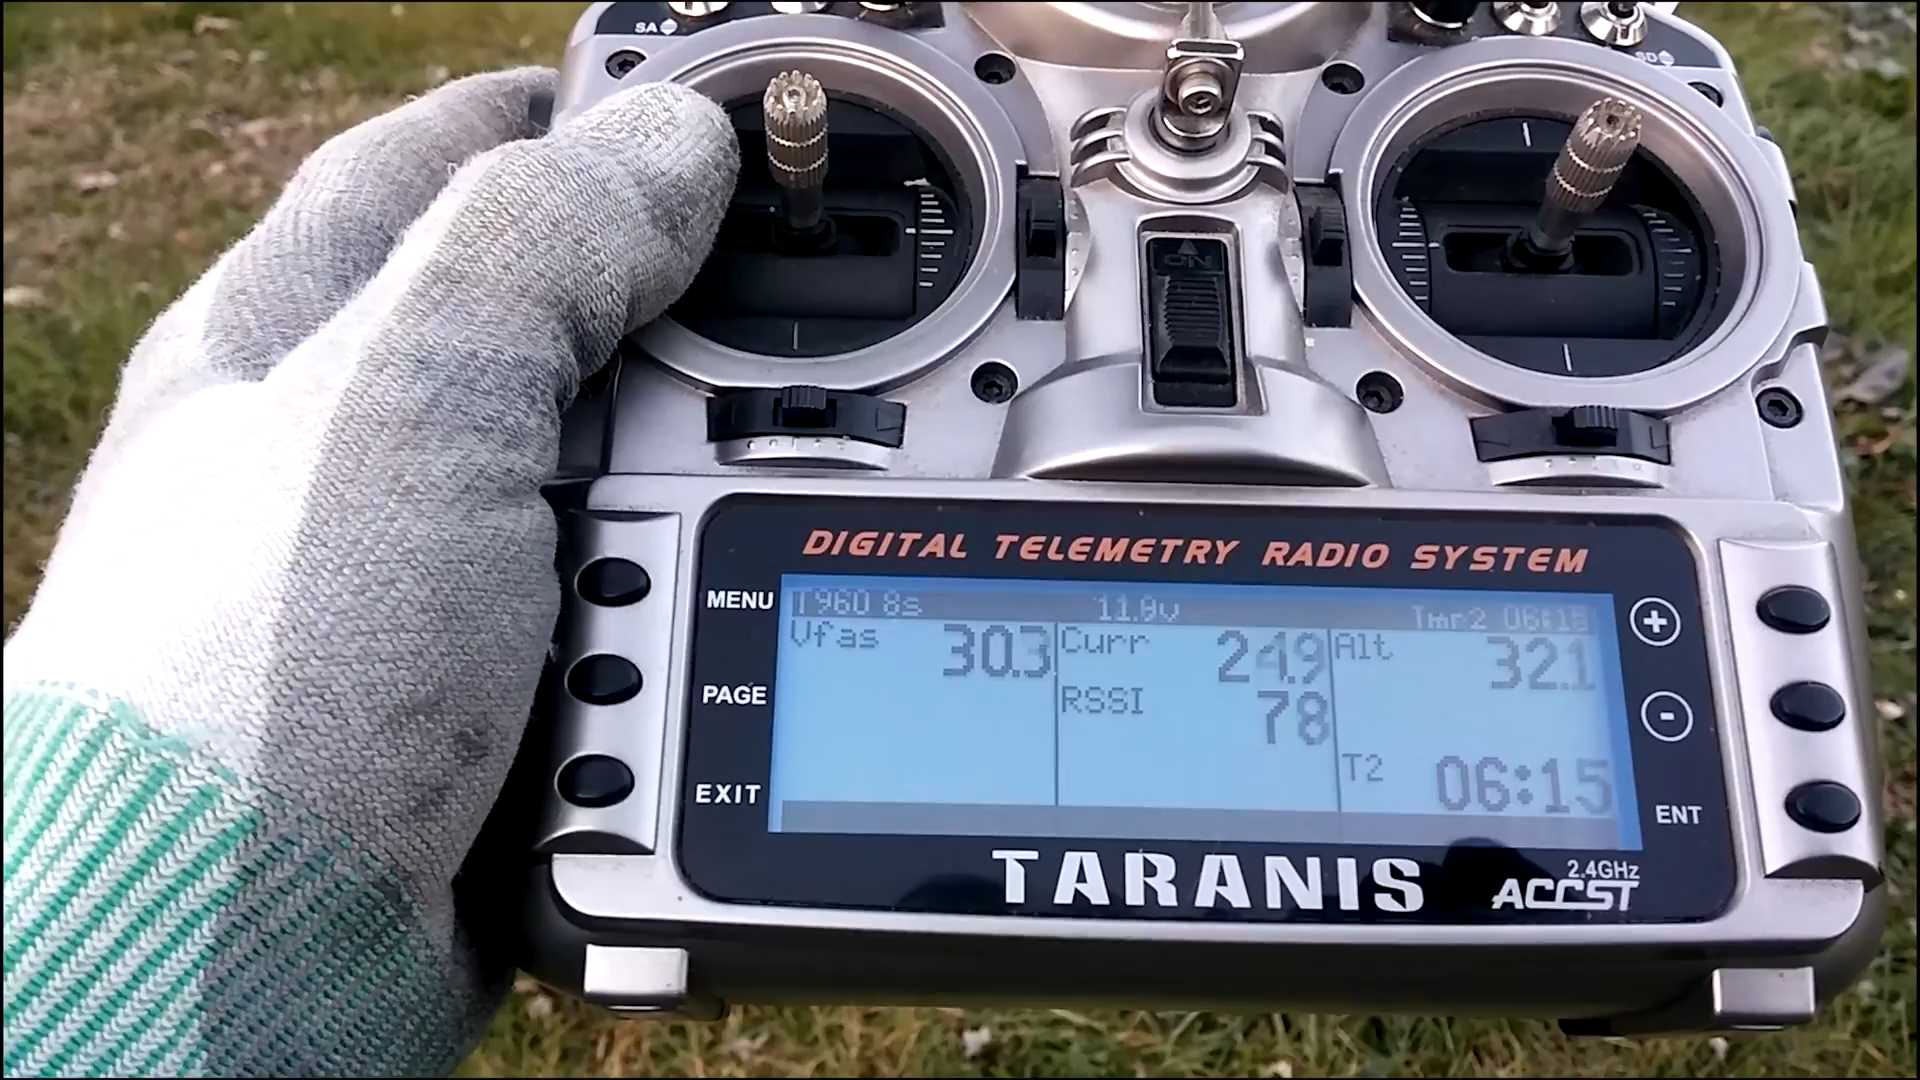 SA
SD
ON
DIGITAL TELEMETRY RADIO SYSTEM
MENU
PAGE
EXIT
T960 8s 11.9v Tmr2 06:15
Vfas 30.3 Curr 24.9 Alt 32.1
RSSI 78
T2 06:15
+
-
ENT
TARANIS
2.4GHz
ACCST